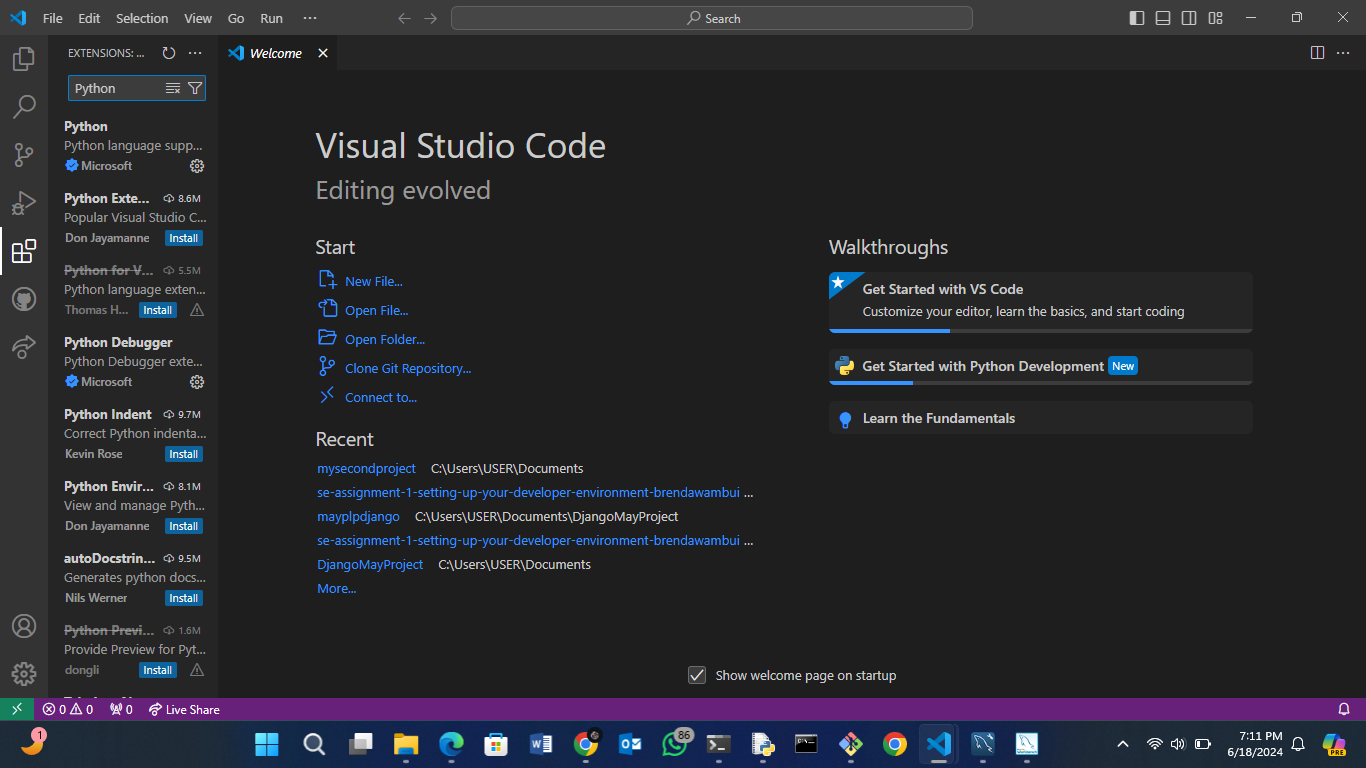 File Edit Selection View Go Run ···
Search
EXTENSIONS: ...
Welcome
Python
Python
Python language supp...
Microsoft
Python Exte... 8.6M
Popular Visual Studio C...
Don Jayamanne Install
Python for V... 5.5M
Python language exten...
Thomas H... Install
Python Debugger
Python Debugger exte...
Microsoft
Python Indent 9.7M
Correct Python indenta...
Kevin Rose Install
Python Envir... 8.1M
View and manage Pyth...
Don Jayamanne Install
autoDocstrin... 9.5M
Generates python docs...
Nils Werner Install
Python Previ... 1.6M
Provide Preview for Pyt...
dongli Install
Visual Studio Code
Editing evolved
Start
New File...
Open File...
Open Folder...
Clone Git Repository...
Connect to...
Recent
mysecondproject C:\Users\USER\Documents
se-assignment-1-setting-up-your-developer-environment-brendawambui ...
mayplpdjango C:\Users\USER\Documents\DjangoMayProject
se-assignment-1-setting-up-your-developer-environment-brendawambui ...
DjangoMayProject C:\Users\USER\Documents
More...
Walkthroughs
Get Started with VS Code
Customize your editor, learn the basics, and start coding
Get Started with Python Development New
Learn the Fundamentals
Show welcome page on startup
0 0 0 Live Share
1
86
7:11 PM
6/18/2024
PRE